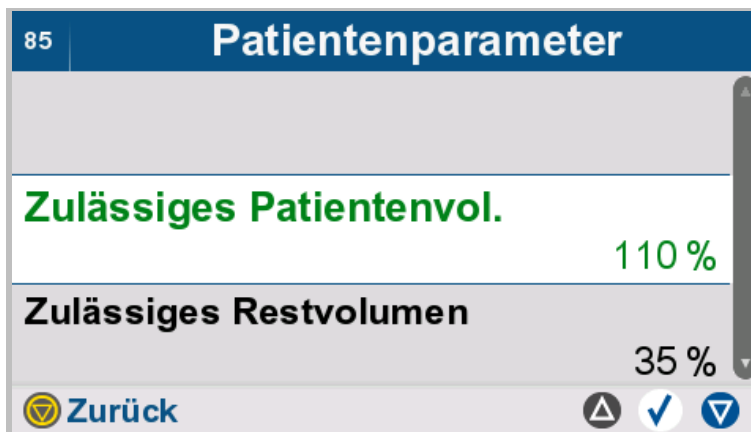 85
Patientenparameter
Zulässiges Patientenvol.
110 %
Zulässiges Restvolumen
35 %
Zurück